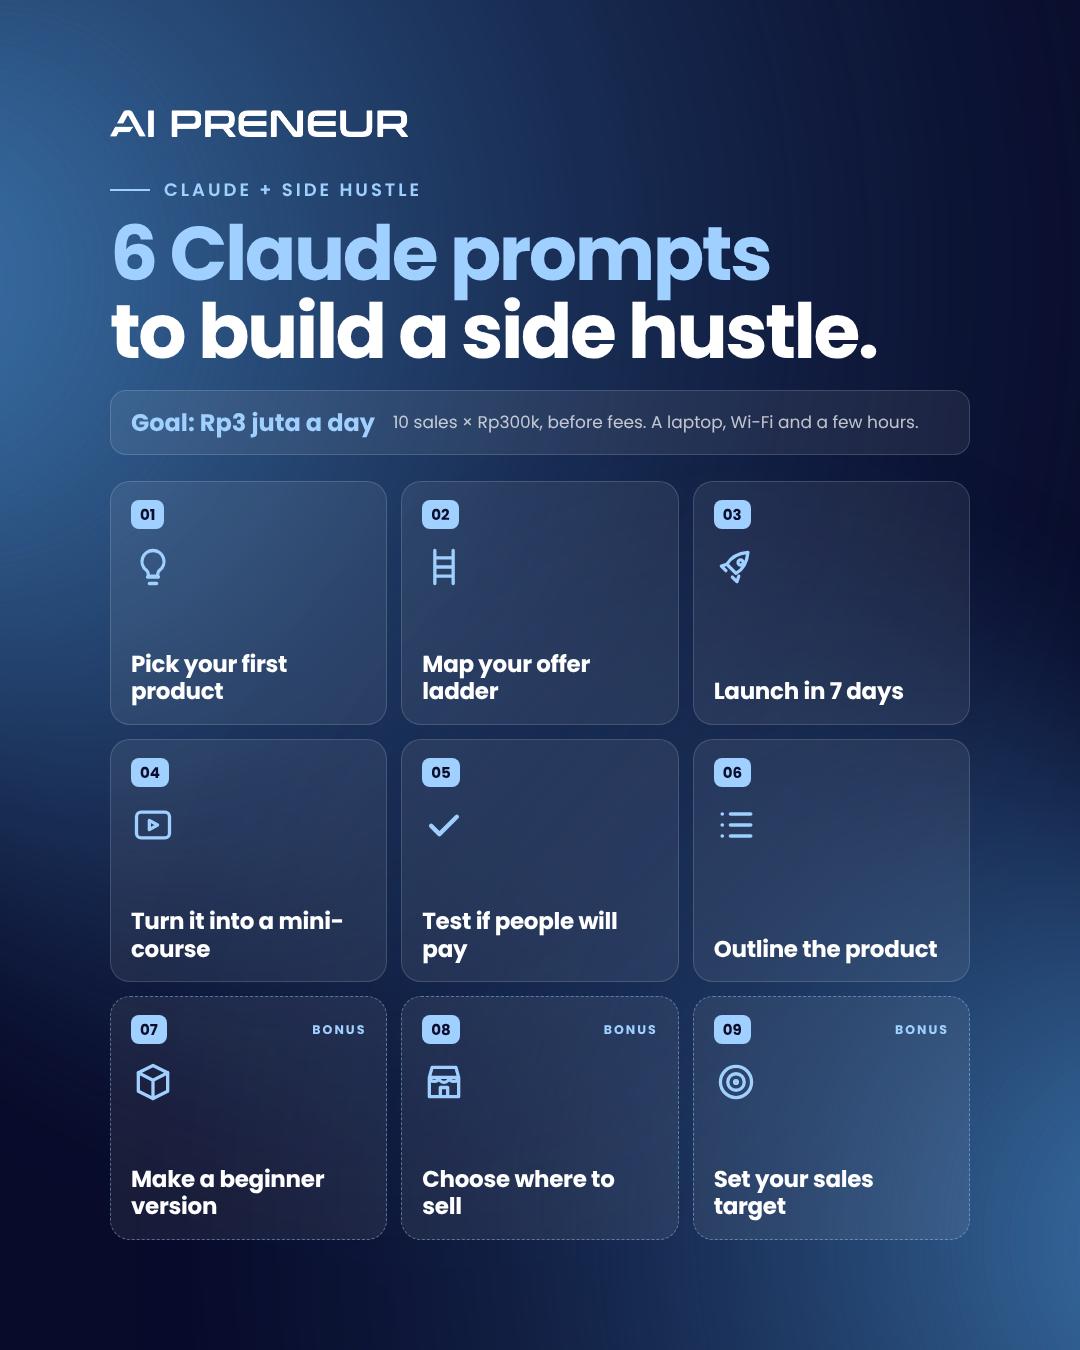 AI PRENEUR
CLAUDE + SIDE HUSTLE
6 Claude prompts
to build a side hustle.
Goal: Rp3 juta a day 10 sales × Rp300k, before fees. A laptop, Wi-Fi and a few hours.
01
Pick your first
product
02
Map your offer
ladder
03
Launch in 7 days
04
Turn it into a mini-
course
05
Test if people will
pay
06
Outline the product
07 BONUS
Make a beginner
version
08 BONUS
Choose where to
sell
09 BONUS
Set your sales
target